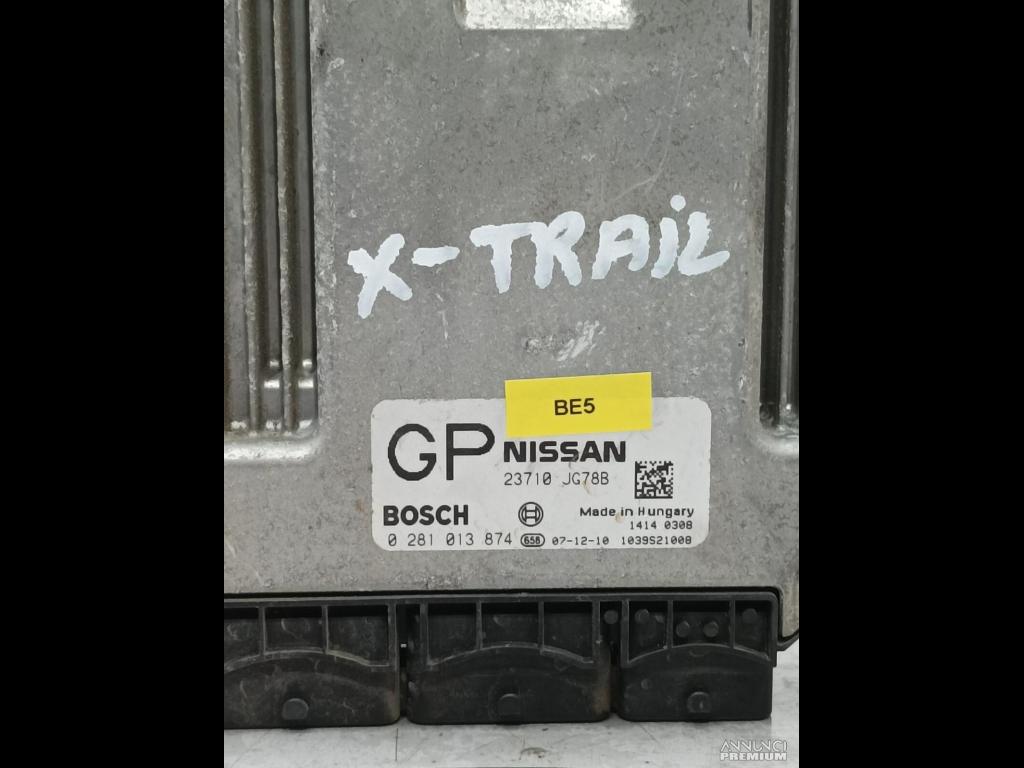 X-TRAIL
BE5
GP NISSAN
23710 JG78B
BOSCH
Made in Hungary
1414 0308
0 281 013 874 658 07-12-10 1039S21008
ANNUNCI
PREMIUM